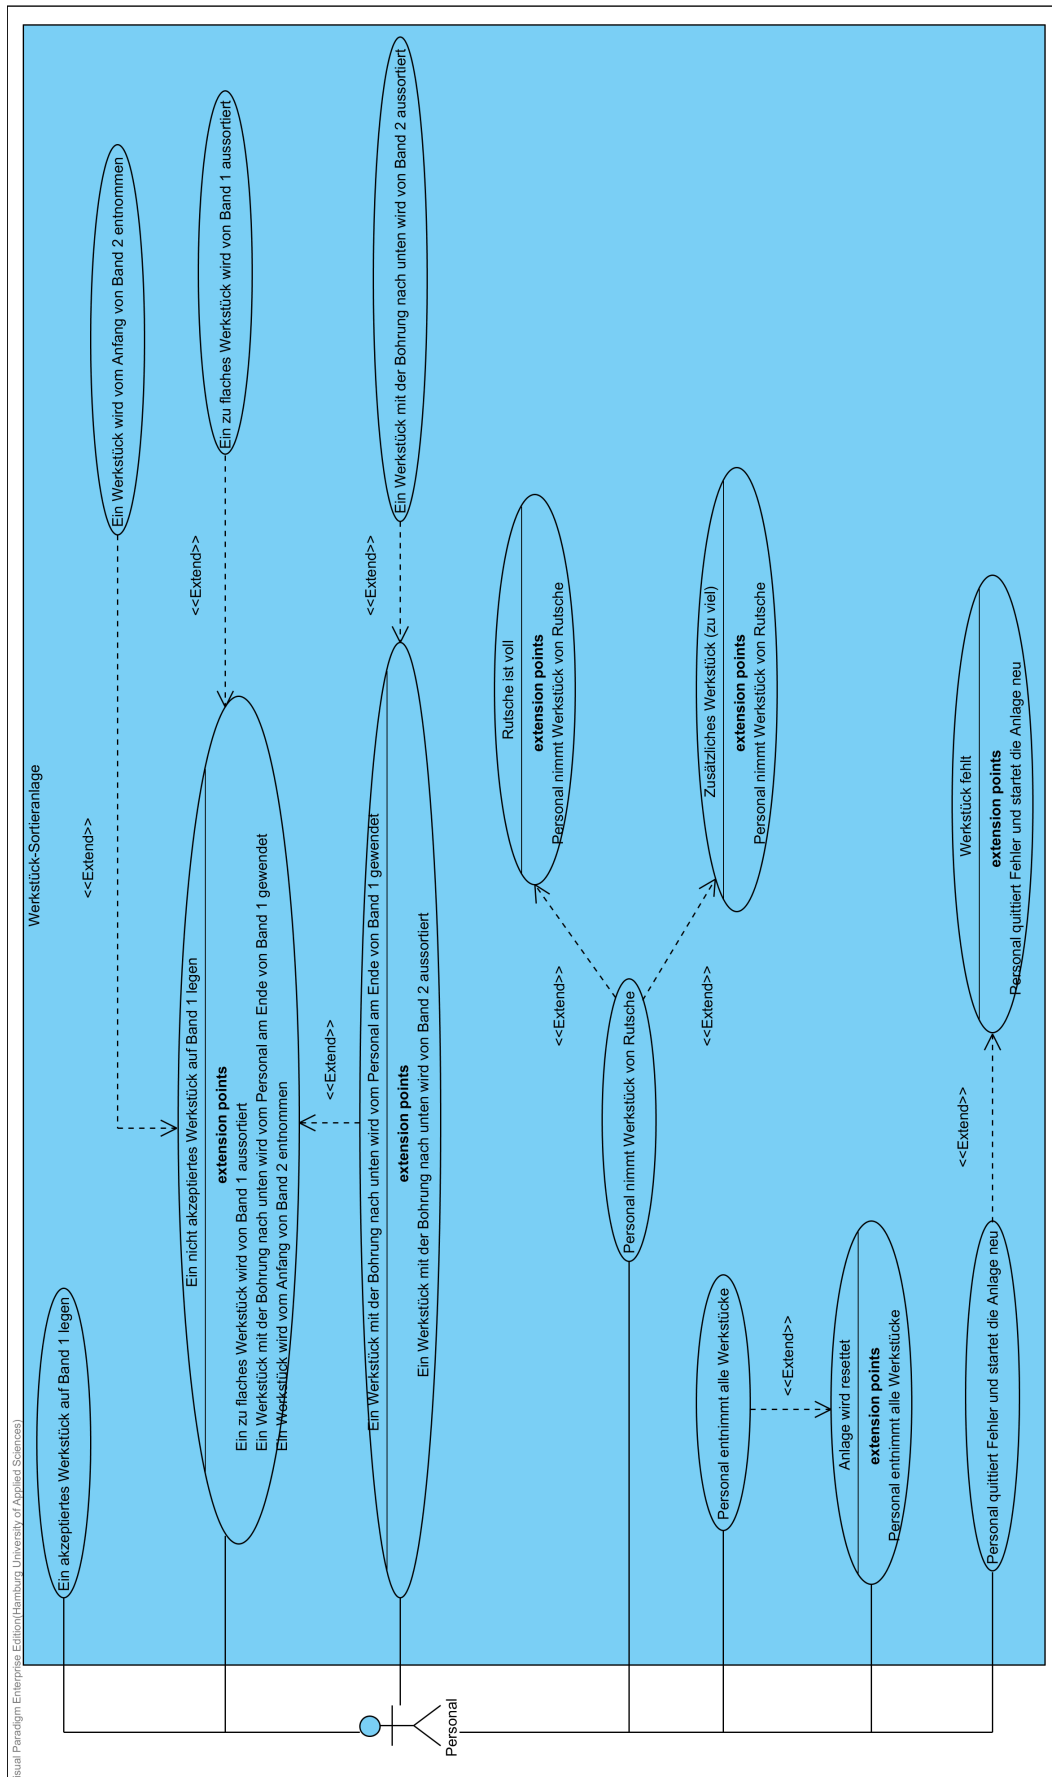 Visual Paradigm Enterprise Edition(Hamburg University of Applied Sciences)
Werkstück-Sortieranlage
Personal
Ein akzeptiertes Werkstück auf Band 1 legen
Ein Werkstück wird vom Anfang von Band 2 entnommen
<<Extend>>
Ein nicht akzeptiertes Werkstück auf Band 1 legen
extension points
Ein zu flaches Werkstück wird von Band 1 aussortiert
Ein Werkstück mit der Bohrung nach unten wird vom Personal am Ende von Band 1 gewendet
Ein Werkstück wird vom Anfang von Band 2 entnommen
<<Extend>>
Ein zu flaches Werkstück wird von Band 1 aussortiert
<<Extend>>
Ein Werkstück mit der Bohrung nach unten wird vom Personal am Ende von Band 1 gewendet
extension points
Ein Werkstück mit der Bohrung nach unten wird von Band 2 aussortiert
<<Extend>>
Ein Werkstück mit der Bohrung nach unten wird von Band 2 aussortiert
Rutsche ist voll
extension points
Personal nimmt Werkstück von Rutsche
<<Extend>>
Personal nimmt Werkstück von Rutsche
<<Extend>>
Zusätzliches Werkstück (zu viel)
extension points
Personal nimmt Werkstück von Rutsche
Personal entnimmt alle Werkstücke
<<Extend>>
Anlage wird resettet
extension points
Personal entnimmt alle Werkstücke
Personal quittiert Fehler und startet die Anlage neu
<<Extend>>
Werkstück fehlt
extension points
Personal quittiert Fehler und startet die Anlage neu